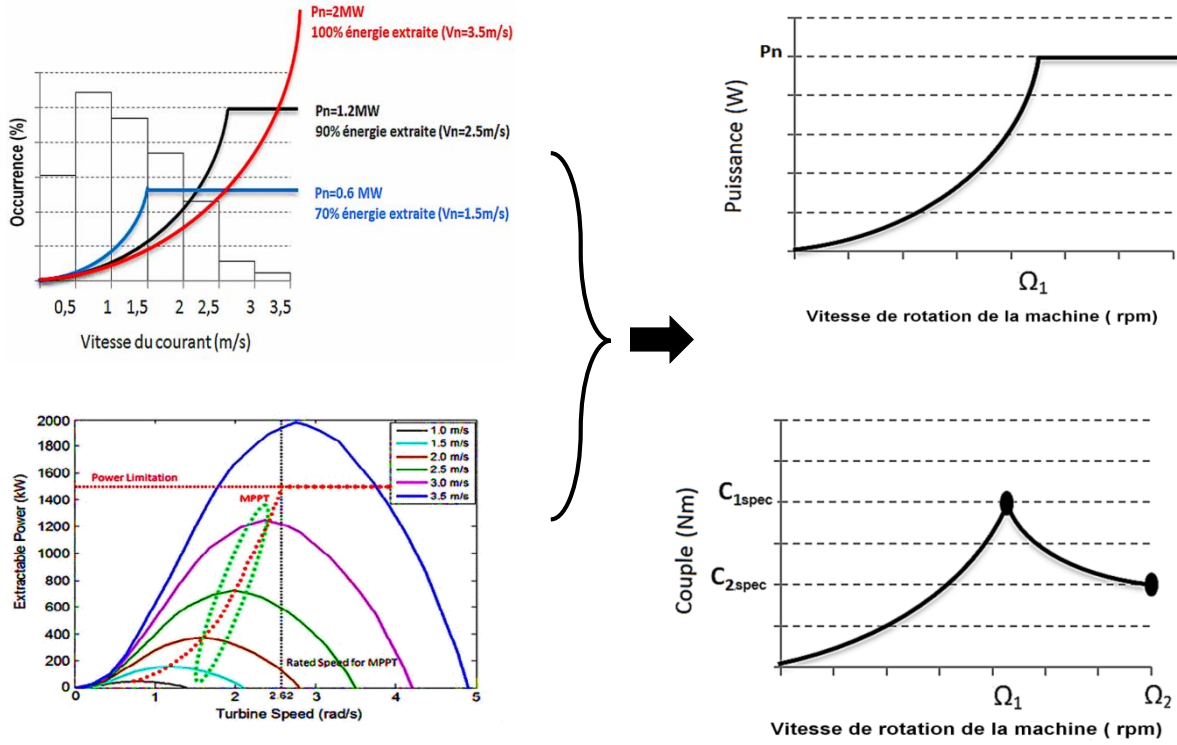 Pn=2MW
100% énergie extraite (Vn=3.5m/s)
Pn=1.2MW
90% énergie extraite (Vn=2.5m/s)
Pn=0.6 MW
70% énergie extraite (Vn=1.5m/s)
Occurrence (%)
0,5 1 1,5 2 2,5 3 3,5
Vitesse du courant (m/s)
Pn
Puissance (W)
Ω1
Vitesse de rotation de la machine ( rpm)
2000
1800
1600
1400
1200
1000
800
600
400
200
0
Extractable Power (kW)
Power Limitation
MPPT
1.0 m/s
1.5 m/s
2.0 m/s
2.5 m/s
3.0 m/s
3.5 m/s
Rated Speed for MPPT
0 1 2 2.62 3 4 5
Turbine Speed (rad/s)
C1spec
C2spec
Couple (Nm)
Ω1 Ω2
Vitesse de rotation de la machine ( rpm)